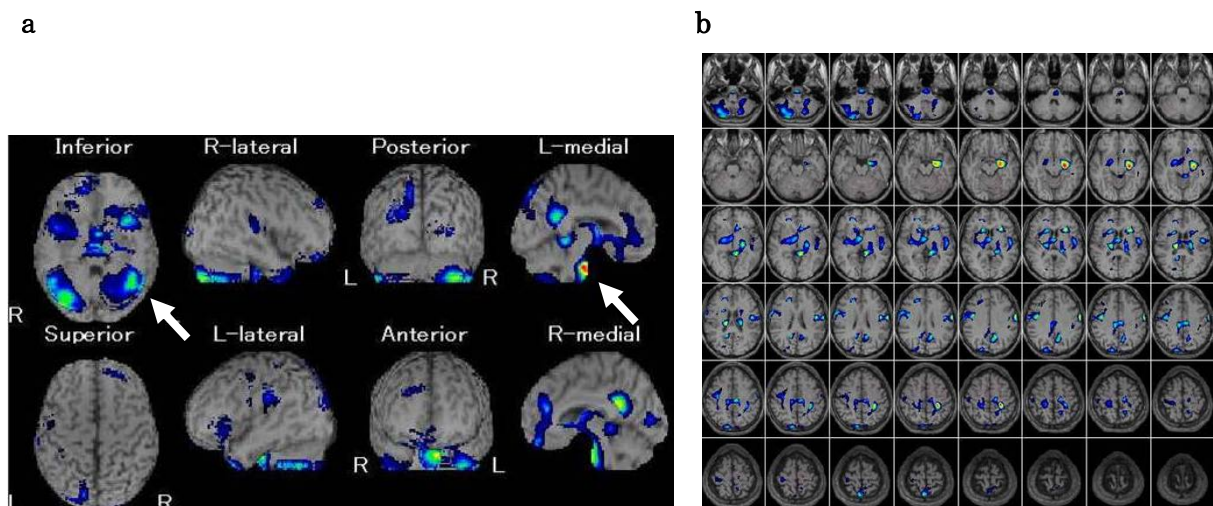 a
b
Inferior R-lateral Posterior L-medial
L R
R
Superior L-lateral Anterior R-medial
R L
L R